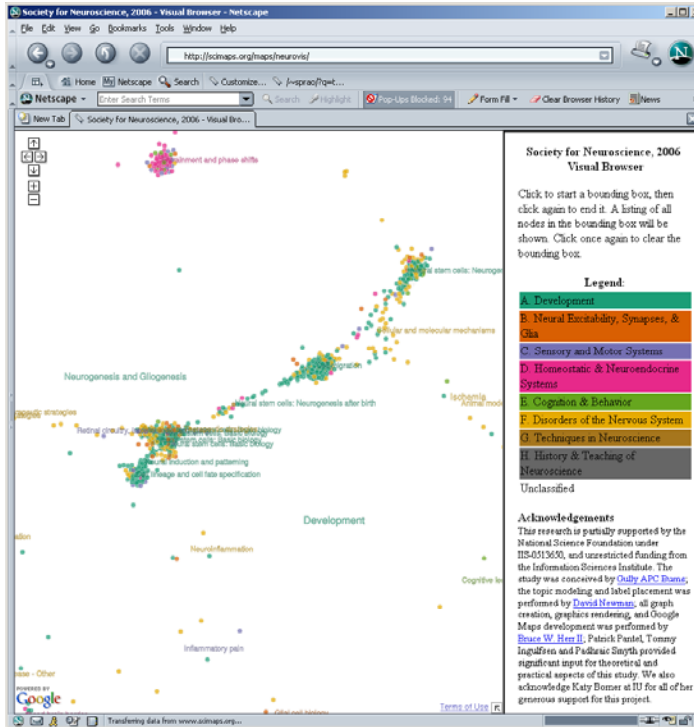 Society for Neuroscience, 2006 - Visual Browser - Netscape
File Edit View Go Bookmarks Tools Window Help
http://scimaps.org/maps/neurovis/
Home Netscape Search Customize...
Netscape Enter Search Terms Search Highlight Pop-Ups Blocked: 94 Form Fill Clear Browser History News
New Tab Society for Neuroscience, 2006 - Visual Bro...
and phase shifts
stem cells:
and molecular mechanisms
Neurogenesis and Gliogenesis
Ischemia
stem cells: Neurogenesis after birth
strategies
Retinal
induction and patterning
lineage and cell fate specification
Development
Neuroinflammation
Cognitive
Inflammatory pain
- Other
POWERED BY
Google
Terms of Use
Society for Neuroscience, 2006
Visual Browser
Click to start a bounding box, then
click again to end it. A listing of all
nodes in the bounding box will be
shown. Click once again to clear the
bounding box.
Legend:
A. Development
B. Neural Excitability, Synapses, &
Glia
C. Sensory and Motor Systems
D. Homeostatic & Neuroendocrine
Systems
E. Cognition & Behavior
F. Disorders of the Nervous System
G. Techniques in Neuroscience
H. History & Teaching of
Neuroscience
Unclassified
Acknowledgements
This research is partially supported by the
National Science Foundation under
IIS-0513650, and unrestricted funding from
the Information Sciences Institute. The
study was conceived by Gully APC Burns;
the topic modeling and label placement was
performed by David Newman; all graph
creation, graphics rendering, and Google
Maps development was performed by
Bruce W. Herr II; Patrick Pantel, Tommy
Ingulfsen and Padhraic Smyth provided
significant input for theoretical and
practical aspects of this study. We also
acknowledge Katy Borner at IU for all of her
generous support for this project.
Transferring data from www.scimaps.org...